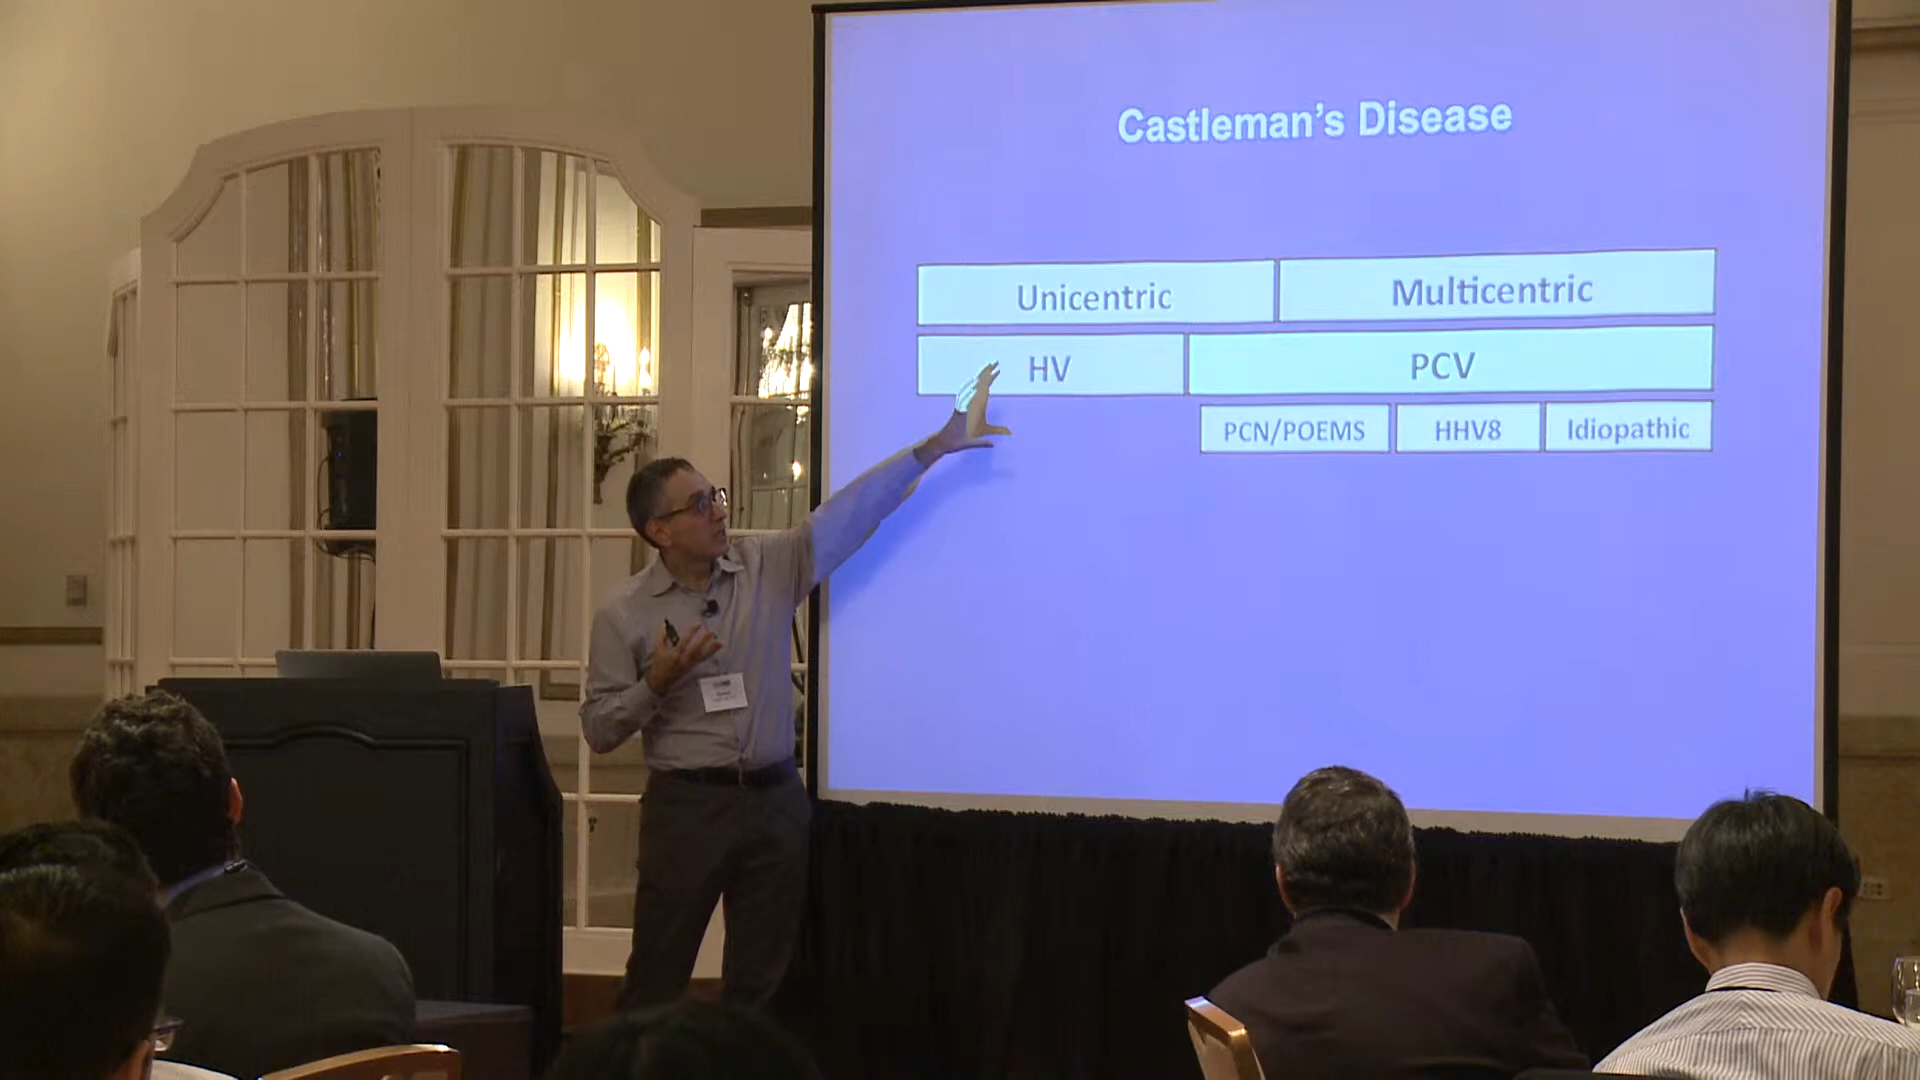 Castleman's Disease
Unicentric Multicentric
HV PCV
PCN/POEMS HHV8 Idiopathic